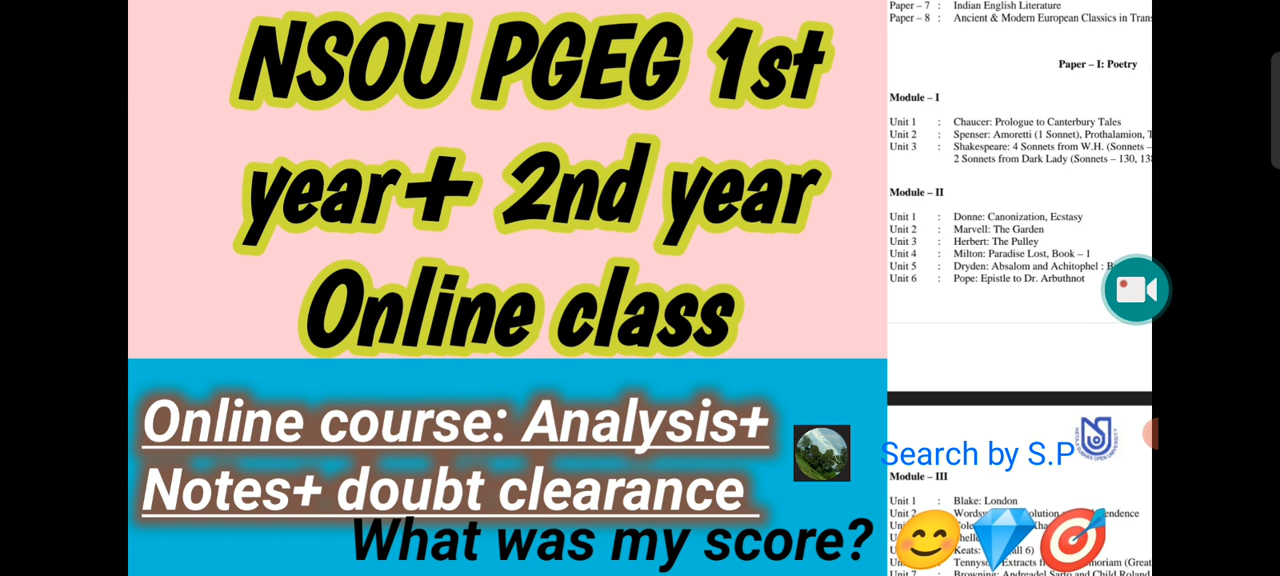 NSOU PGEG 1st
year+ 2nd year
Online class
Online course: Analysis+
Notes+ doubt clearance
What was my score?
Search by S.P
Paper – 7 : Indian English Literature
Paper – 8 : Ancient & Modern European Classics in
Paper – I: Poetry
Module – I
Unit 1 : Chaucer: Prologue to Canterbury Tales
Unit 2 : Spenser: Amoretti (1 Sonnet), Prothalamion,
Unit 3 : Shakespeare: 4 Sonnets from W.H. (Sonnets –
2 Sonnets from Dark Lady (Sonnets – 130,
Module – II
Unit 1 : Donne: Canonization, Ecstasy
Unit 2 : Marvell: The Garden
Unit 3 : Herbert: The Pulley
Unit 4 : Milton: Paradise Lost, Book – 1
Unit 5 : Dryden: Absalom and Achitophel :
Unit 6 : Pope: Epistle to Dr. Arbuthnot
Module – III
Unit 1 : Blake: London
Unit
Keats:
Extracts
Unit 7 : Browning: Andreadel Sarto and Child Roland